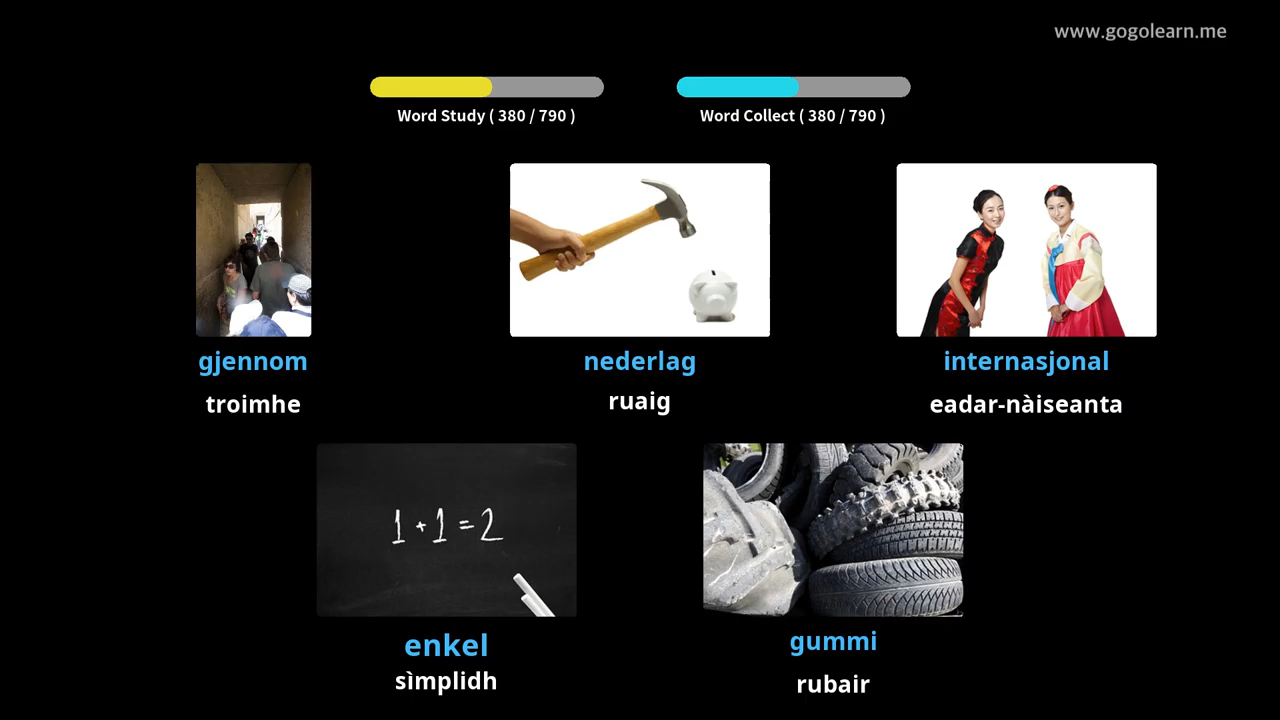 www.gogolearn.me
Word Study ( 380 / 790 )
Word Collect ( 380 / 790 )
gjennom
troimhe
nederlag
ruaig
internasjonal
eadar-nàiseanta
1 + 1 = 2
enkel
sìmplidh
gummi
rubair